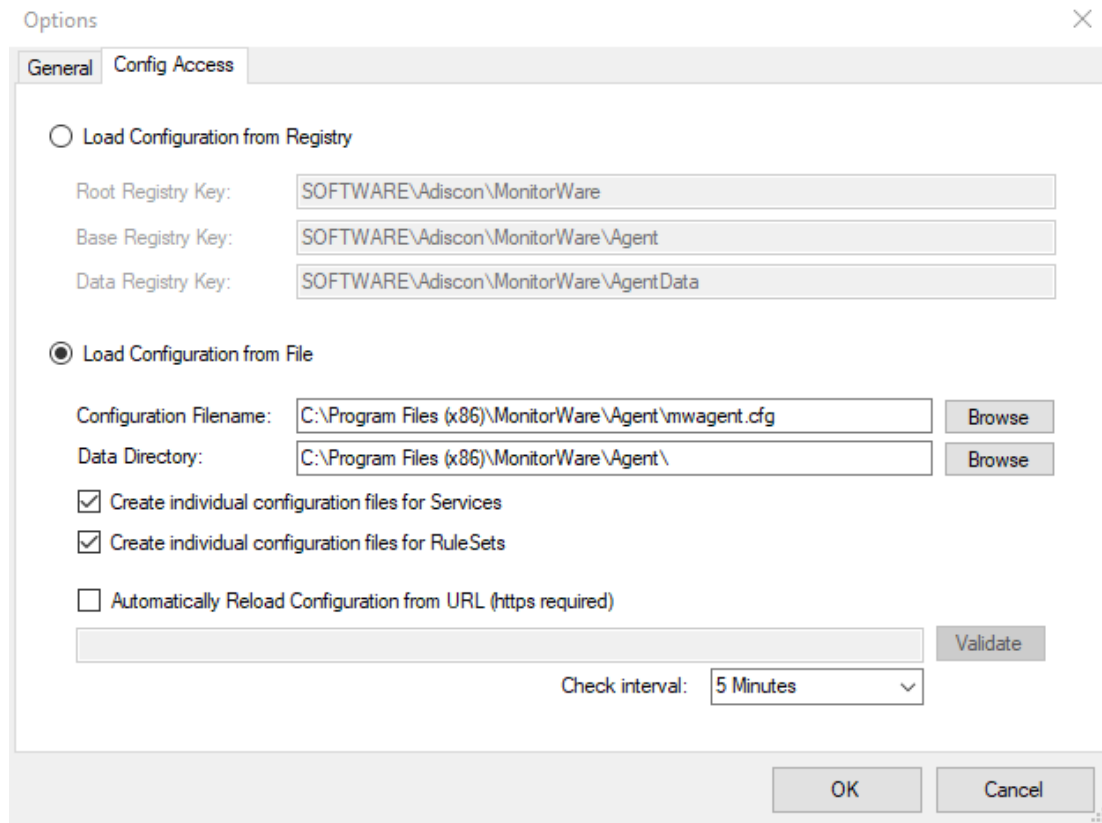 Options
General Config Access
Load Configuration from Registry
Root Registry Key: SOFTWARE\Adiscon\MonitorWare
Base Registry Key: SOFTWARE\Adiscon\MonitorWare\Agent
Data Registry Key: SOFTWARE\Adiscon\MonitorWare\AgentData
Load Configuration from File
Configuration Filename: C:\Program Files (x86)\MonitorWare\Agent\mwagent.cfg Browse
Data Directory: C:\Program Files (x86)\MonitorWare\Agent\ Browse
Create individual configuration files for Services
Create individual configuration files for RuleSets
Automatically Reload Configuration from URL (https required)
Validate
Check interval: 5 Minutes
OK Cancel